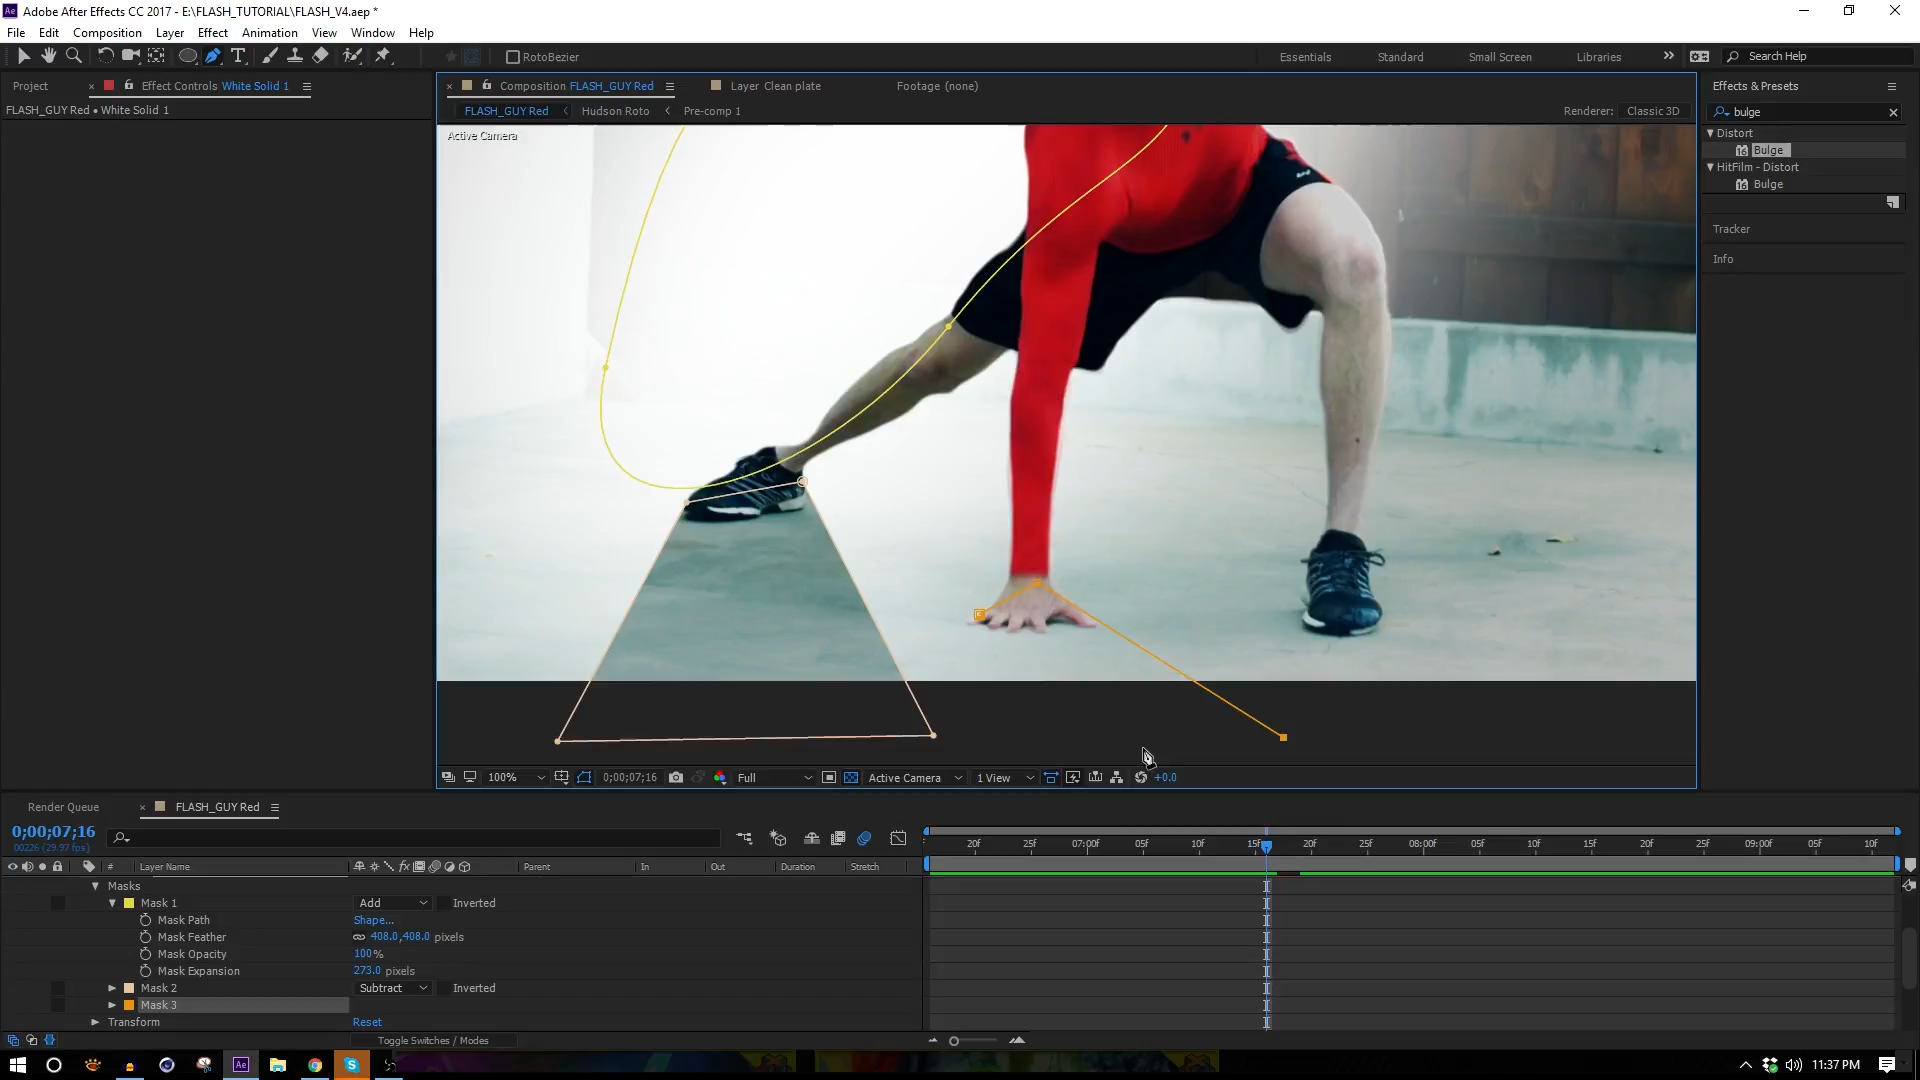 Adobe After Effects CC 2017 - E:\FLASH_TUTORIAL\FLASH_V4.aep *
File Edit Composition Layer Effect Animation View Window Help
RotoBezier
Essentials Standard Small Screen Libraries Search Help
Project × Effect Controls White Solid 1
× Composition FLASH_GUY Red
Layer Clean plate
Footage (none)
Effects & Presets
FLASH_GUY Red • White Solid 1
FLASH_GUY Red Hudson Roto Pre-comp 1
Renderer: Classic 3D
bulge
Active Camera
Distort
Bulge
HitFilm - Distort
Bulge
Tracker
Info
100% 0;00;07;16 Full Active Camera 1 View +0.0
Render Queue × FLASH_GUY Red
0;00;07;16
00226 (29.97 fps)
20f 25f 07:00f 05f 10f 15f 20f 25f 08:00f 05f 10f 15f 20f 25f 09:00f 05f 10f
# Layer Name Parent In Out Duration Stretch
Masks
Mask 1 Add Inverted
Mask Path Shape...
Mask Feather 408.0,408.0 pixels
Mask Opacity 100%
Mask Expansion 273.0 pixels
Mask 2 Subtract Inverted
Mask 3
Transform Reset
Toggle Switches / Modes
11:37 PM